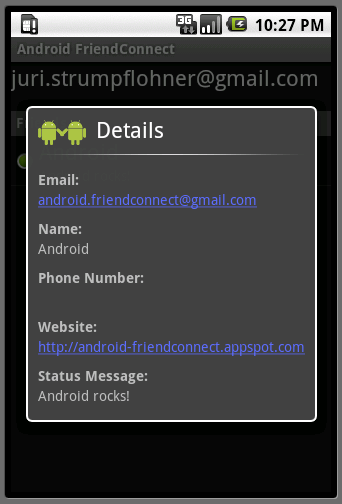 3G
10:27 PM
Android FriendConnect
juri.strumpflohner@gmail.com
F
Details
Email:
android.friendconnect@gmail.com
Name:
Android
Phone Number:
Website:
http://android-friendconnect.appspot.com
Status Message:
Android rocks!